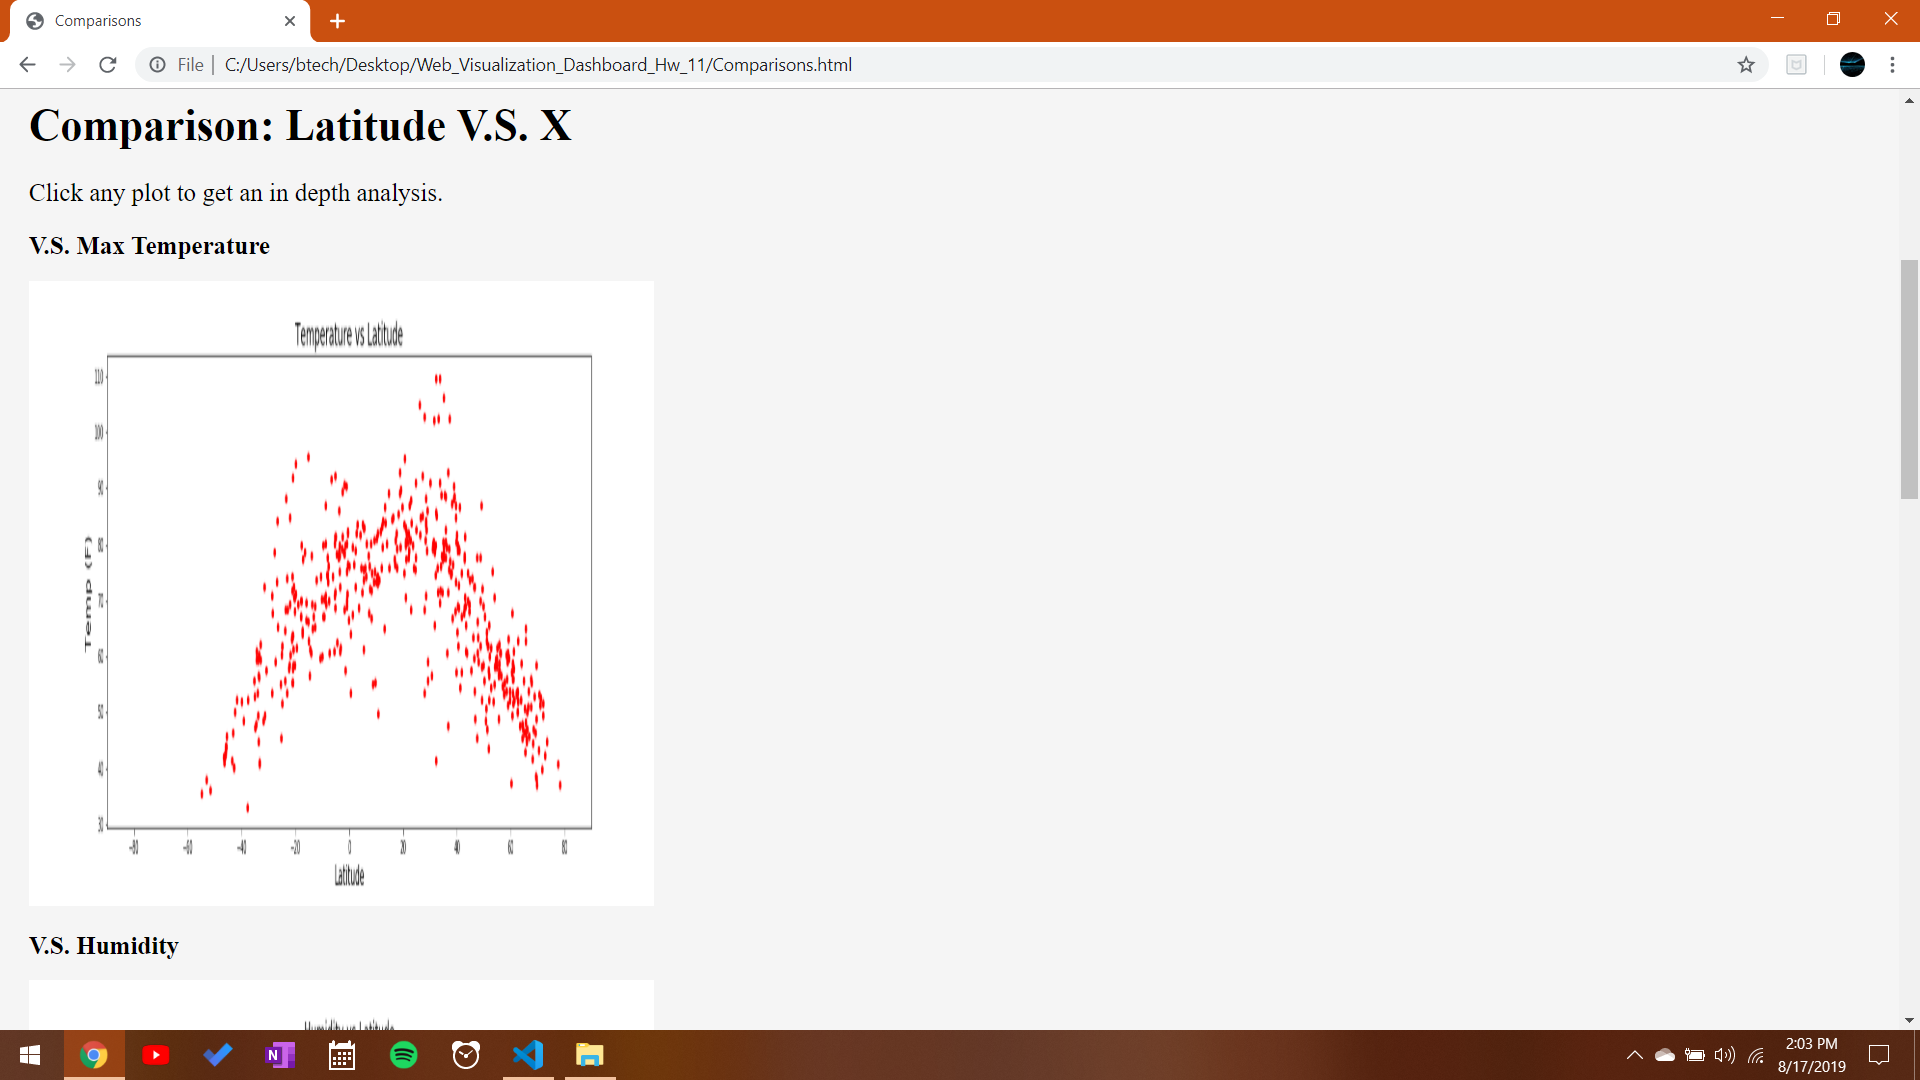 Comparisons
File
C:/Users/btech/Desktop/Web_Visualization_Dashboard_Hw_11/Comparisons.html
Comparison: Latitude V.S. X
Click any plot to get an in depth analysis.
V.S. Max Temperature
Temperature vs Latitude
110
100
90
80
70
60
50
40
30
Temp (F)
-80 -60 -40 -20 0 20 40 60 80
Latitude
V.S. Humidity
Humidity vs Latitude
N
2:03 PM
8/17/2019